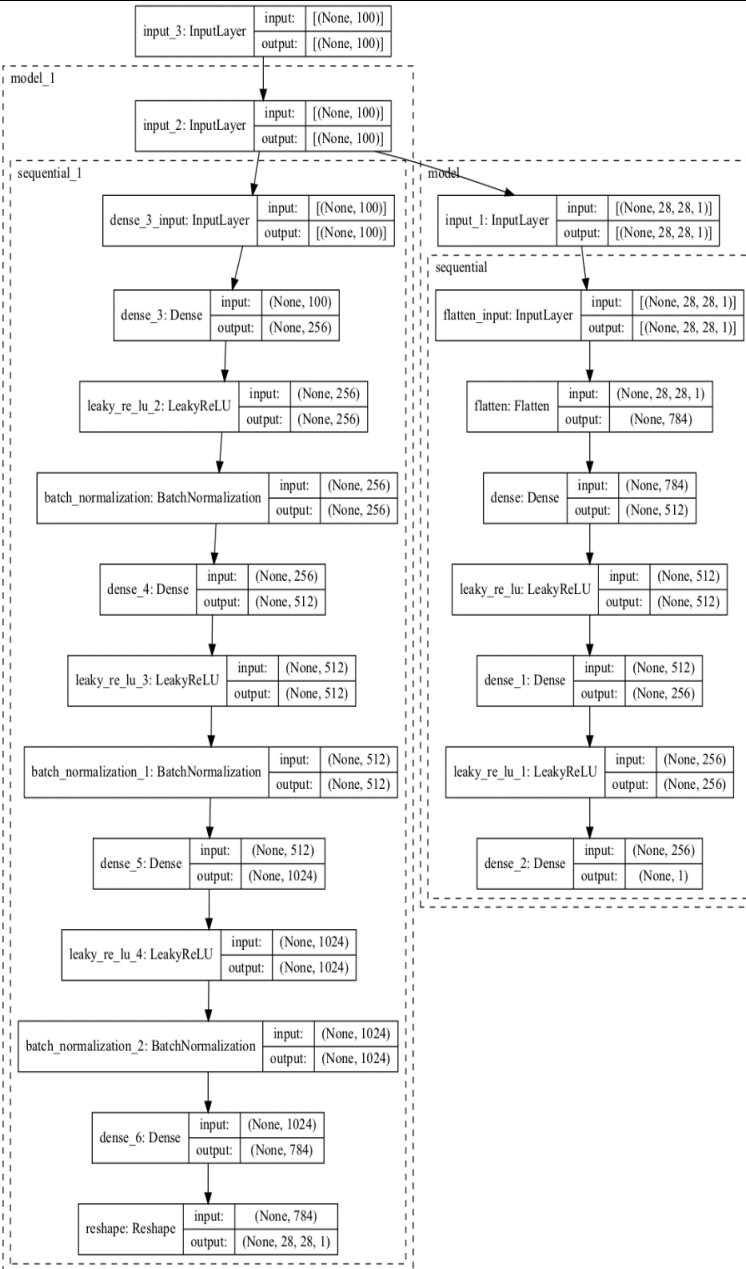 input_3: InputLayer input: [(None, 100)]
output: [(None, 100)]
model_1
input_2: InputLayer input: [(None, 100)]
output: [(None, 100)]
sequential_1
dense_3_input: InputLayer input: [(None, 100)]
output: [(None, 100)]
dense_3: Dense input: (None, 100)
output: (None, 256)
leaky_re_lu_2: LeakyReLU input: (None, 256)
output: (None, 256)
batch_normalization: BatchNormalization input: (None, 256)
output: (None, 256)
dense_4: Dense input: (None, 256)
output: (None, 512)
leaky_re_lu_3: LeakyReLU input: (None, 512)
output: (None, 512)
batch_normalization_1: BatchNormalization input: (None, 512)
output: (None, 512)
dense_5: Dense input: (None, 512)
output: (None, 1024)
leaky_re_lu_4: LeakyReLU input: (None, 1024)
output: (None, 1024)
batch_normalization_2: BatchNormalization input: (None, 1024)
output: (None, 1024)
dense_6: Dense input: (None, 1024)
output: (None, 784)
reshape: Reshape input: (None, 784)
output: (None, 28, 28, 1)
model
input_1: InputLayer input: [(None, 28, 28, 1)]
output: [(None, 28, 28, 1)]
sequential
flatten_input: InputLayer input: [(None, 28, 28, 1)]
output: [(None, 28, 28, 1)]
flatten: Flatten input: (None, 28, 28, 1)
output: (None, 784)
dense: Dense input: (None, 784)
output: (None, 512)
leaky_re_lu: LeakyReLU input: (None, 512)
output: (None, 512)
dense_1: Dense input: (None, 512)
output: (None, 256)
leaky_re_lu_1: LeakyReLU input: (None, 256)
output: (None, 256)
dense_2: Dense input: (None, 256)
output: (None, 1)